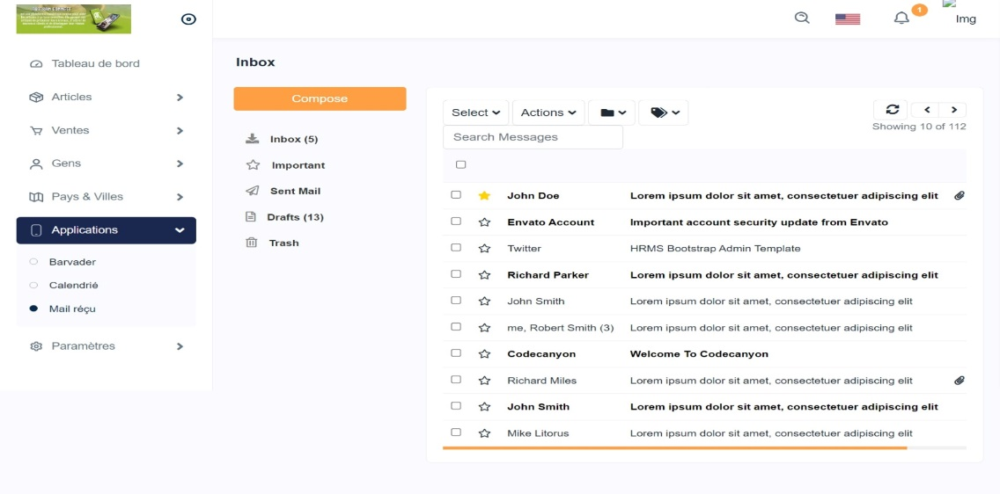 1
Img
Tableau de bord
Articles
Ventes
Gens
Pays & Villes
Applications
Barvader
Calendrié
Mail réçu
Paramètres
Inbox
Compose
Inbox (5)
Important
Sent Mail
Drafts (13)
Trash
Select
Actions
Showing 10 of 112
Search Messages
John Doe Lorem ipsum dolor sit amet, consectetuer adipiscing elit
Envato Account Important account security update from Envato
Twitter HRMS Bootstrap Admin Template
Richard Parker Lorem ipsum dolor sit amet, consectetuer adipiscing elit
John Smith Lorem ipsum dolor sit amet, consectetuer adipiscing elit
me, Robert Smith (3) Lorem ipsum dolor sit amet, consectetuer adipiscing elit
Codecanyon Welcome To Codecanyon
Richard Miles Lorem ipsum dolor sit amet, consectetuer adipiscing elit
John Smith Lorem ipsum dolor sit amet, consectetuer adipiscing elit
Mike Litorus Lorem ipsum dolor sit amet, consectetuer adipiscing elit